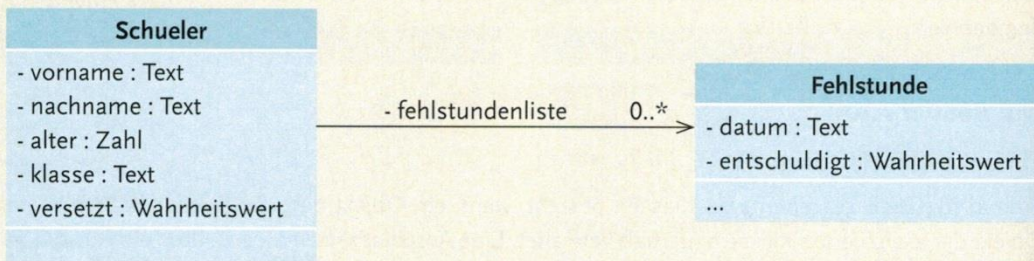 Schueler
- vorname : Text
- nachname : Text
- alter : Zahl
- klasse : Text
- versetzt : Wahrheitswert
- fehlstundenliste 0..*
Fehlstunde
- datum : Text
- entschuldigt : Wahrheitswert
...